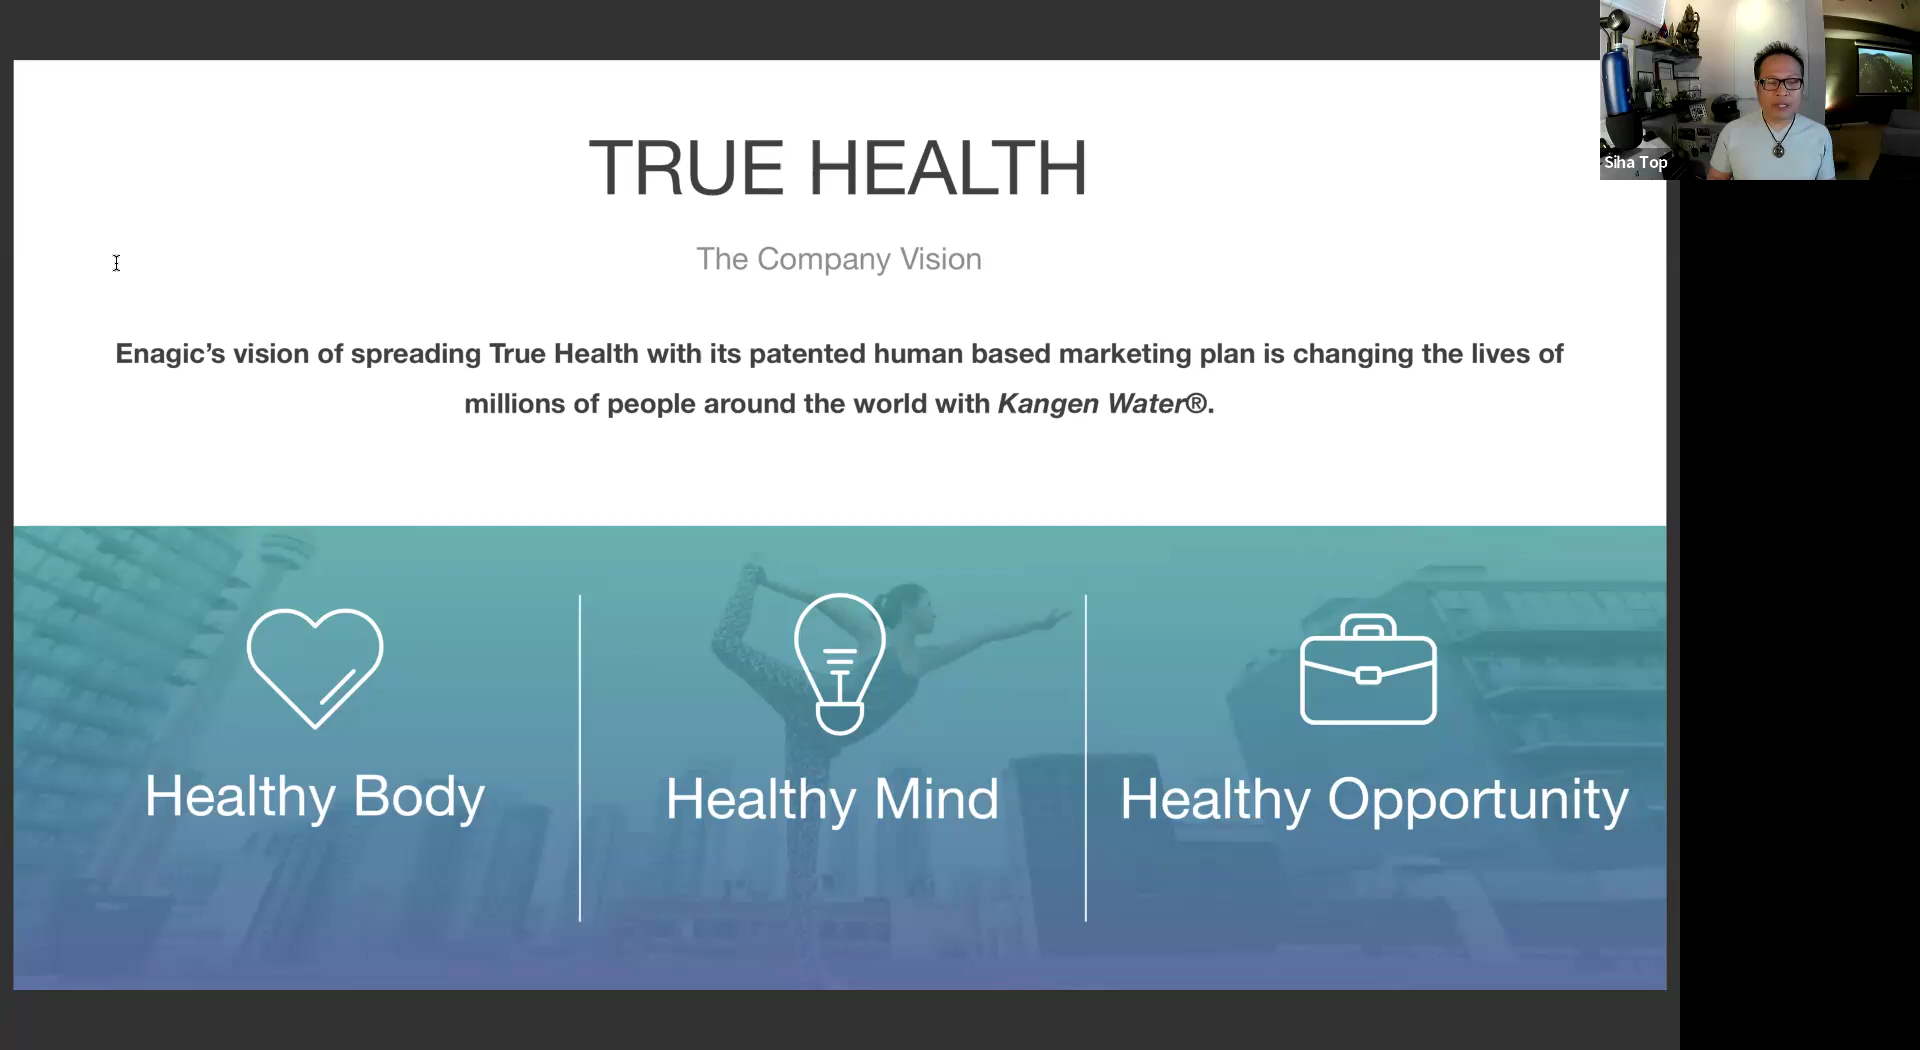 TRUE HEALTH
The Company Vision
Enagic’s vision of spreading True Health with its patented human based marketing plan is changing the lives of
millions of people around the world with Kangen Water®.
Healthy Body
Healthy Mind
Healthy Opportunity
Siha Top